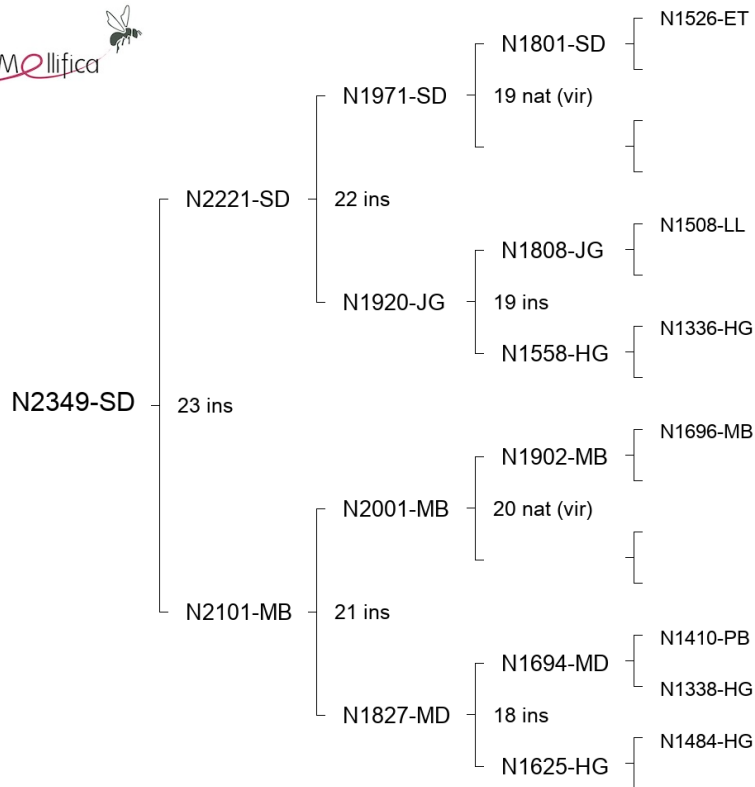 N1526-ET
Mellifica
N1801-SD
N1971-SD
19 nat (vir)
N2221-SD
22 ins
N1508-LL
N1808-JG
N1920-JG
19 ins
N1336-HG
N1558-HG
N2349-SD
23 ins
N1696-MB
N1902-MB
N2001-MB
20 nat (vir)
N2101-MB
21 ins
N1410-PB
N1694-MD
N1338-HG
N1827-MD
18 ins
N1484-HG
N1625-HG